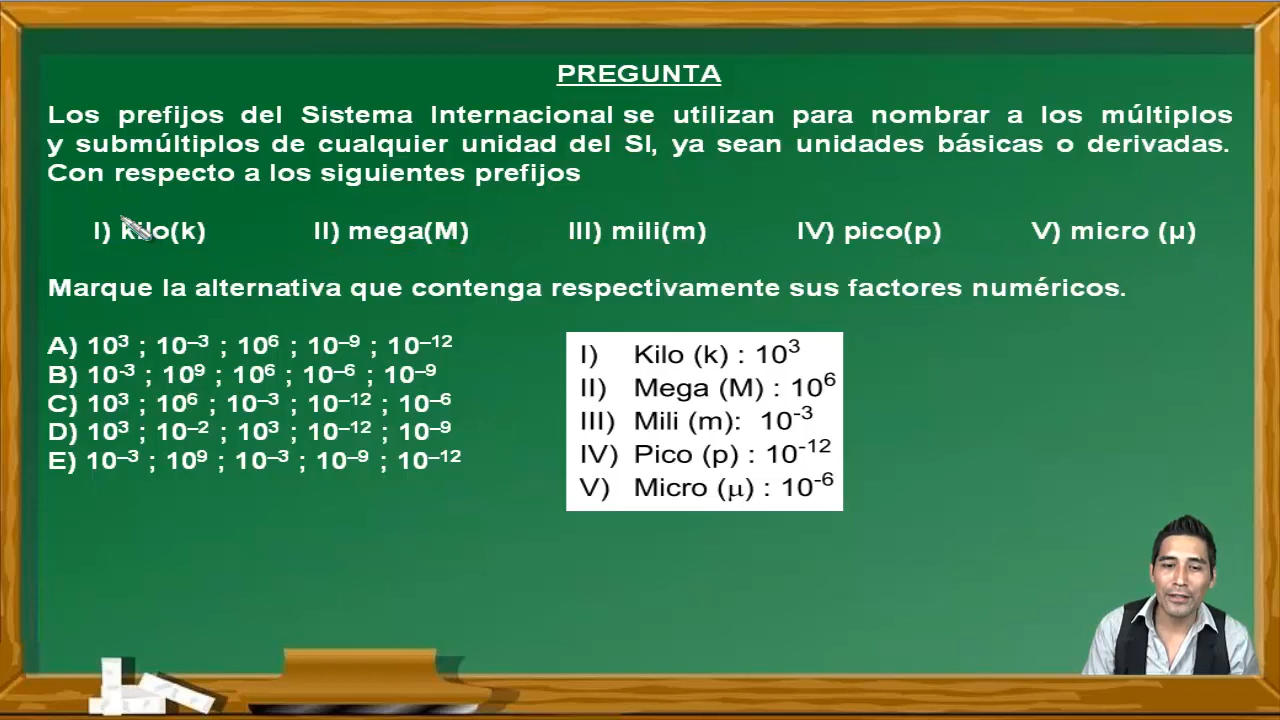 PREGUNTA
Los prefijos del Sistema Internacional se utilizan para nombrar a los múltiplos
y submúltiplos de cualquier unidad del SI, ya sean unidades básicas o derivadas.
Con respecto a los siguientes prefijos
I) kilo(k) II) mega(M) III) mili(m) IV) pico(p) V) micro (μ)
Marque la alternativa que contenga respectivamente sus factores numéricos.
A) 10³ ; 10⁻³ ; 10⁶ ; 10⁻⁹ ; 10⁻¹²
B) 10⁻³ ; 10⁹ ; 10⁶ ; 10⁻⁶ ; 10⁻⁹
C) 10³ ; 10⁶ ; 10⁻³ ; 10⁻¹² ; 10⁻⁶
D) 10³ ; 10⁻² ; 10³ ; 10⁻¹² ; 10⁻⁹
E) 10⁻³ ; 10⁹ ; 10⁻³ ; 10⁻⁹ ; 10⁻¹²
I) Kilo (k) : 10³
II) Mega (M) : 10⁶
III) Mili (m): 10⁻³
IV) Pico (p) : 10⁻¹²
V) Micro (μ) : 10⁻⁶